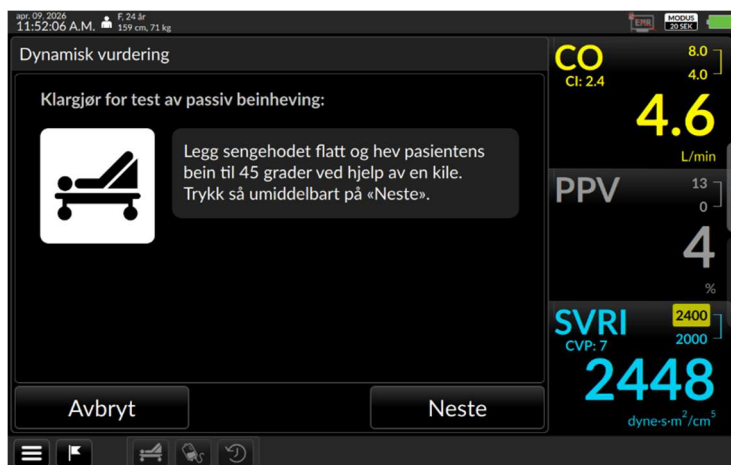 apr. 09, 2026
11:52:06 A.M.
F, 24 år
159 cm, 71 kg
EMR
MODUS
20 SEK
Dynamisk vurdering
Klargjør for test av passiv beinheving:
Legg sengehodet flatt og hev pasientens
bein til 45 grader ved hjelp av en kile.
Trykk så umiddelbart på «Neste».
Avbryt
Neste
CO
CI: 2.4
8.0
4.0
4.6
L/min
PPV
13
0
4
%
SVRI
CVP: 7
2400
2000
2448
dyne·s·m²/cm⁵